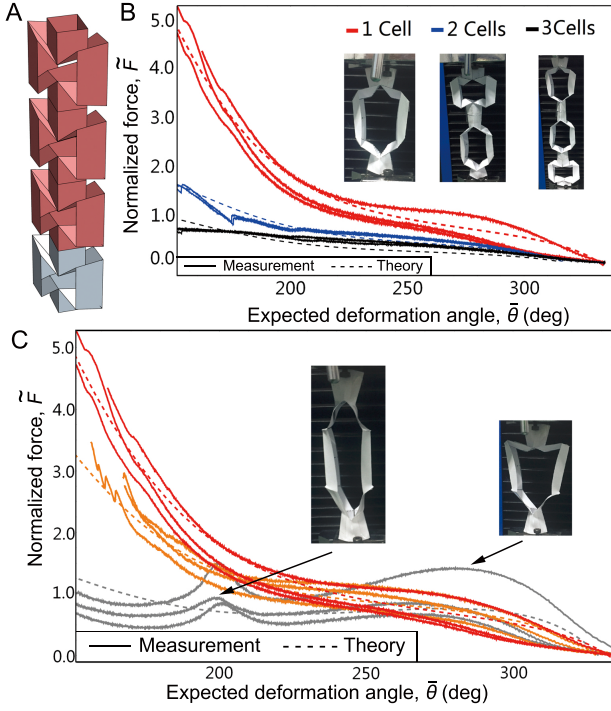 A
B
1 Cell 2 Cells 3Cells
Normalized force, F̃
5.0
4.0
3.0
2.0
1.0
0.0
Measurement Theory
200 250 300
Expected deformation angle, θ̄ (deg)
C
Normalized force, F̃
5.0
4.0
3.0
2.0
1.0
0.0
Measurement Theory
200 250 300
Expected deformation angle, θ̄ (deg)